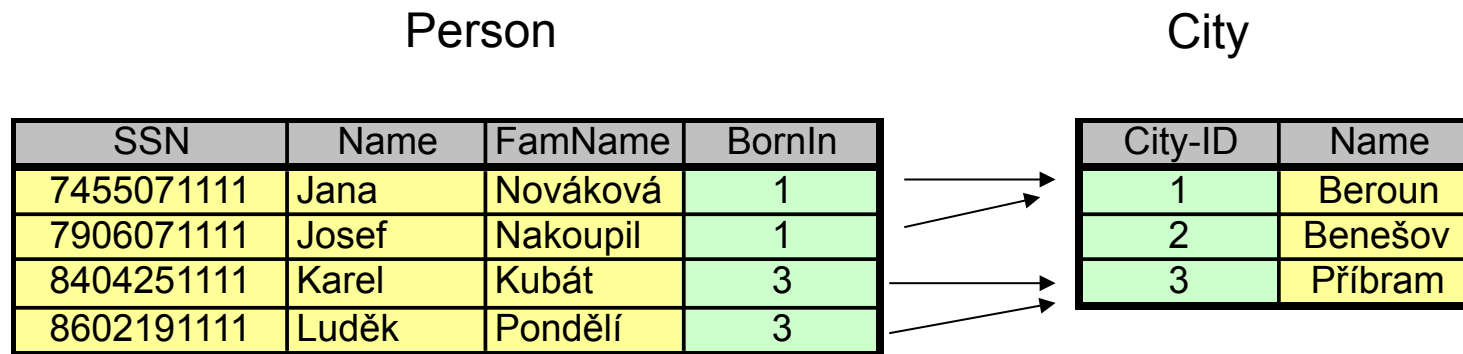 Person City
SSN Name FamName BornIn City-ID Name
7455071111 Jana Nováková 1 1 Beroun
7906071111 Josef Nakoupil 1 2 Benešov
8404251111 Karel Kubát 3 3 Příbram
8602191111 Luděk Pondělí 3